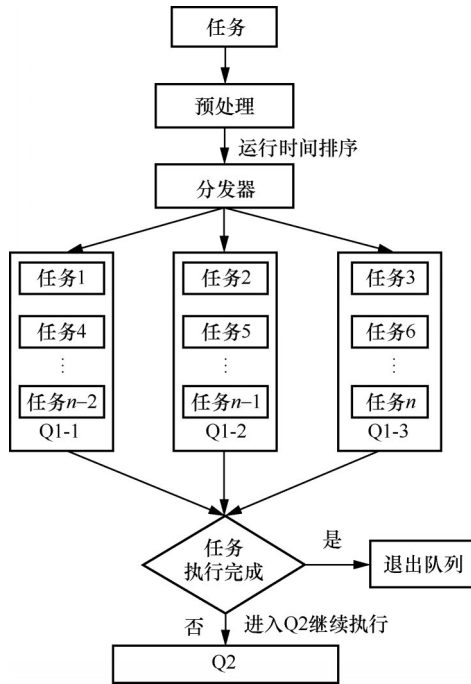 任务
预处理
运行时间排序
分发器
任务1
任务2
任务3
任务4
任务5
任务6
⋮
⋮
⋮
任务n−2
任务n−1
任务n
Q1-1
Q1-2
Q1-3
任务
执行完成
是
退出队列
否
进入Q2继续执行
Q2